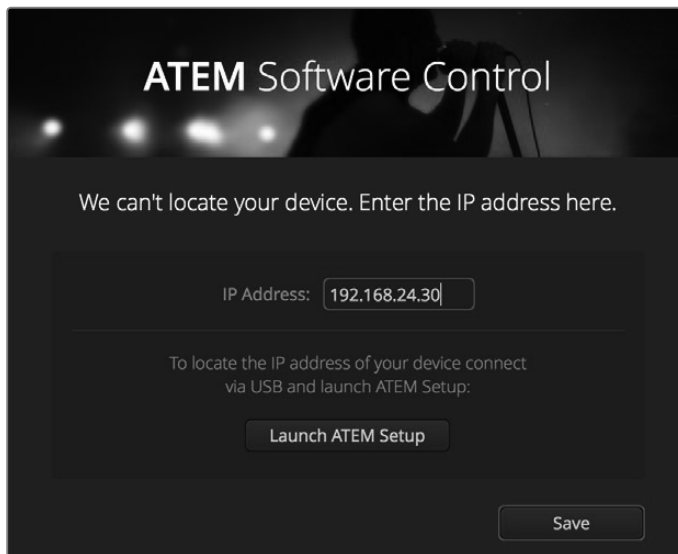 ATEM Software Control
We can't locate your device. Enter the IP address here.
IP Address: 192.168.24.30
To locate the IP address of your device connect
via USB and launch ATEM Setup:
Launch ATEM Setup
Save